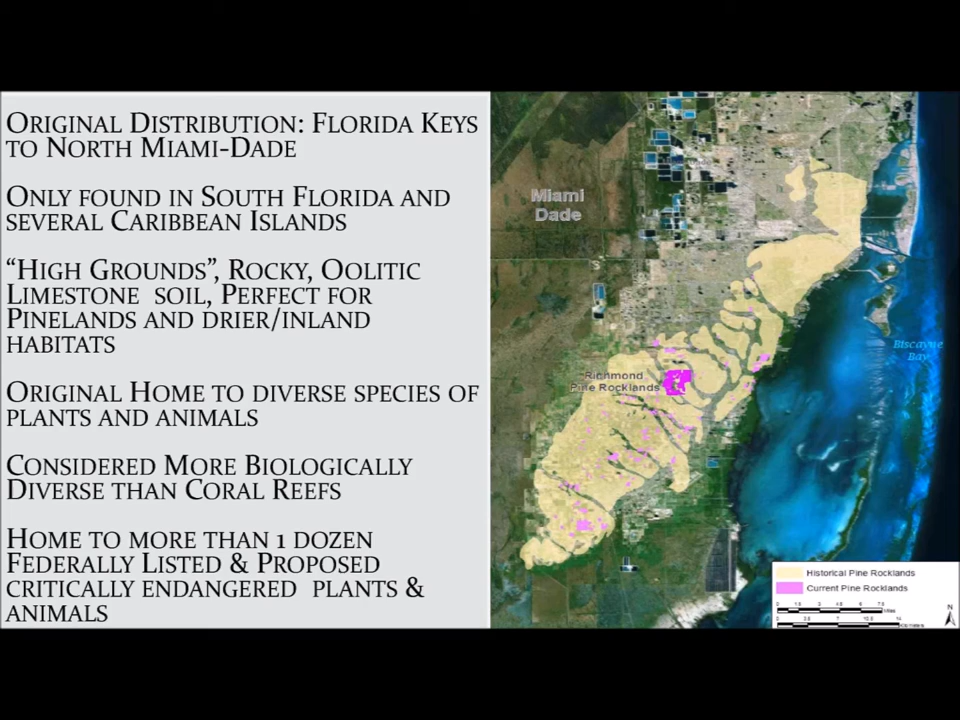 Original Distribution: Florida Keys
to North Miami-Dade
Only found in South Florida and
several Caribbean Islands
“High Grounds”, Rocky, Oolitic
Limestone soil, Perfect for
Pinelands and drier/inland
habitats
Original Home to diverse species of
plants and animals
Considered More Biologically
Diverse than Coral Reefs
Home to more than 1 dozen
Federally Listed & Proposed
critically endangered plants &
animals
Miami
Dade
Biscayne
Bay
Richmond
Pine Rocklands
Historical Pine Rocklands
Current Pine Rocklands
N
Miles
Kilometers